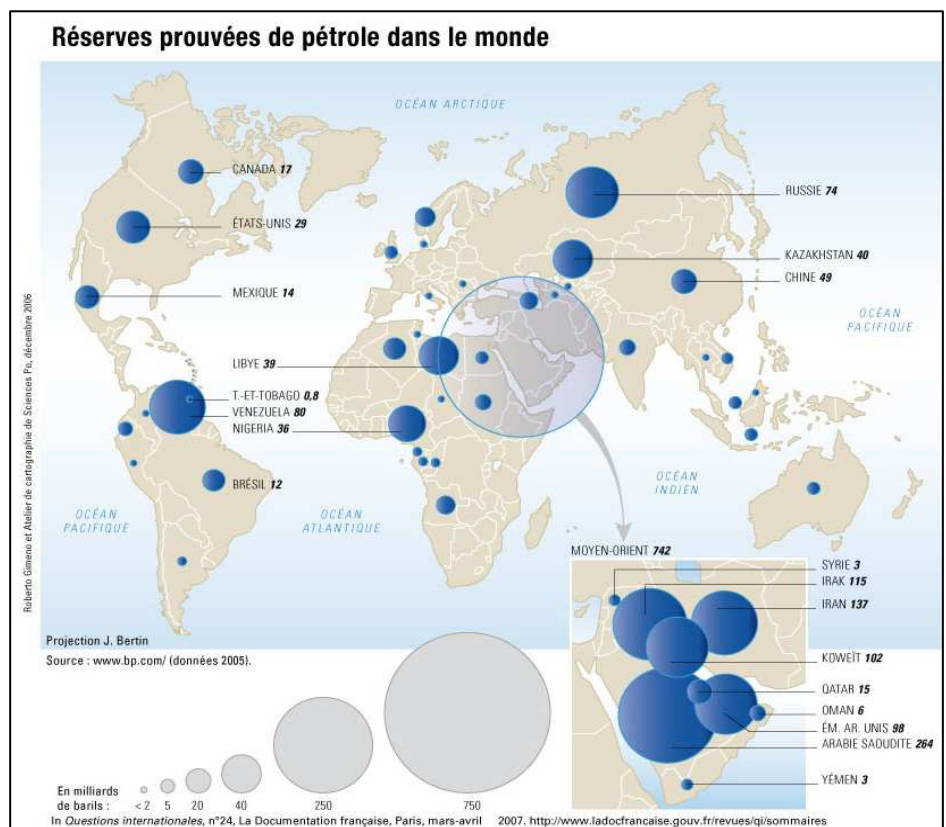 Réserves prouvées de pétrole dans le monde
OCÉAN ARCTIQUE
CANADA 17
RUSSIE 74
ÉTATS-UNIS 29
KAZAKHSTAN 40
CHINE 49
MEXIQUE 14
OCÉAN
PACIFIQUE
LIBYE 39
T.-ET-TOBAGO 0,8
VENEZUELA 80
NIGERIA 36
BRÉSIL 12
OCÉAN
INDIEN
OCÉAN
PACIFIQUE
OCÉAN
ATLANTIQUE
MOYEN-ORIENT 742
SYRIE 3
IRAK 115
IRAN 137
KOWEÏT 102
QATAR 15
OMAN 6
ÉM. AR. UNIS 98
ARABIE SAOUDITE 264
YÉMEN 3
Roberto Gimeno et Atelier de cartographie de Sciences Po, décembre 2006
Projection J. Bertin
Source : www.bp.com/ (données 2005).
En milliards
de barils : < 2 5 20 40 250 750
In Questions internationales, n°24, La Documentation française, Paris, mars-avril 2007. http://www.ladocfrancaise.gouv.fr/revues/qi/sommaires